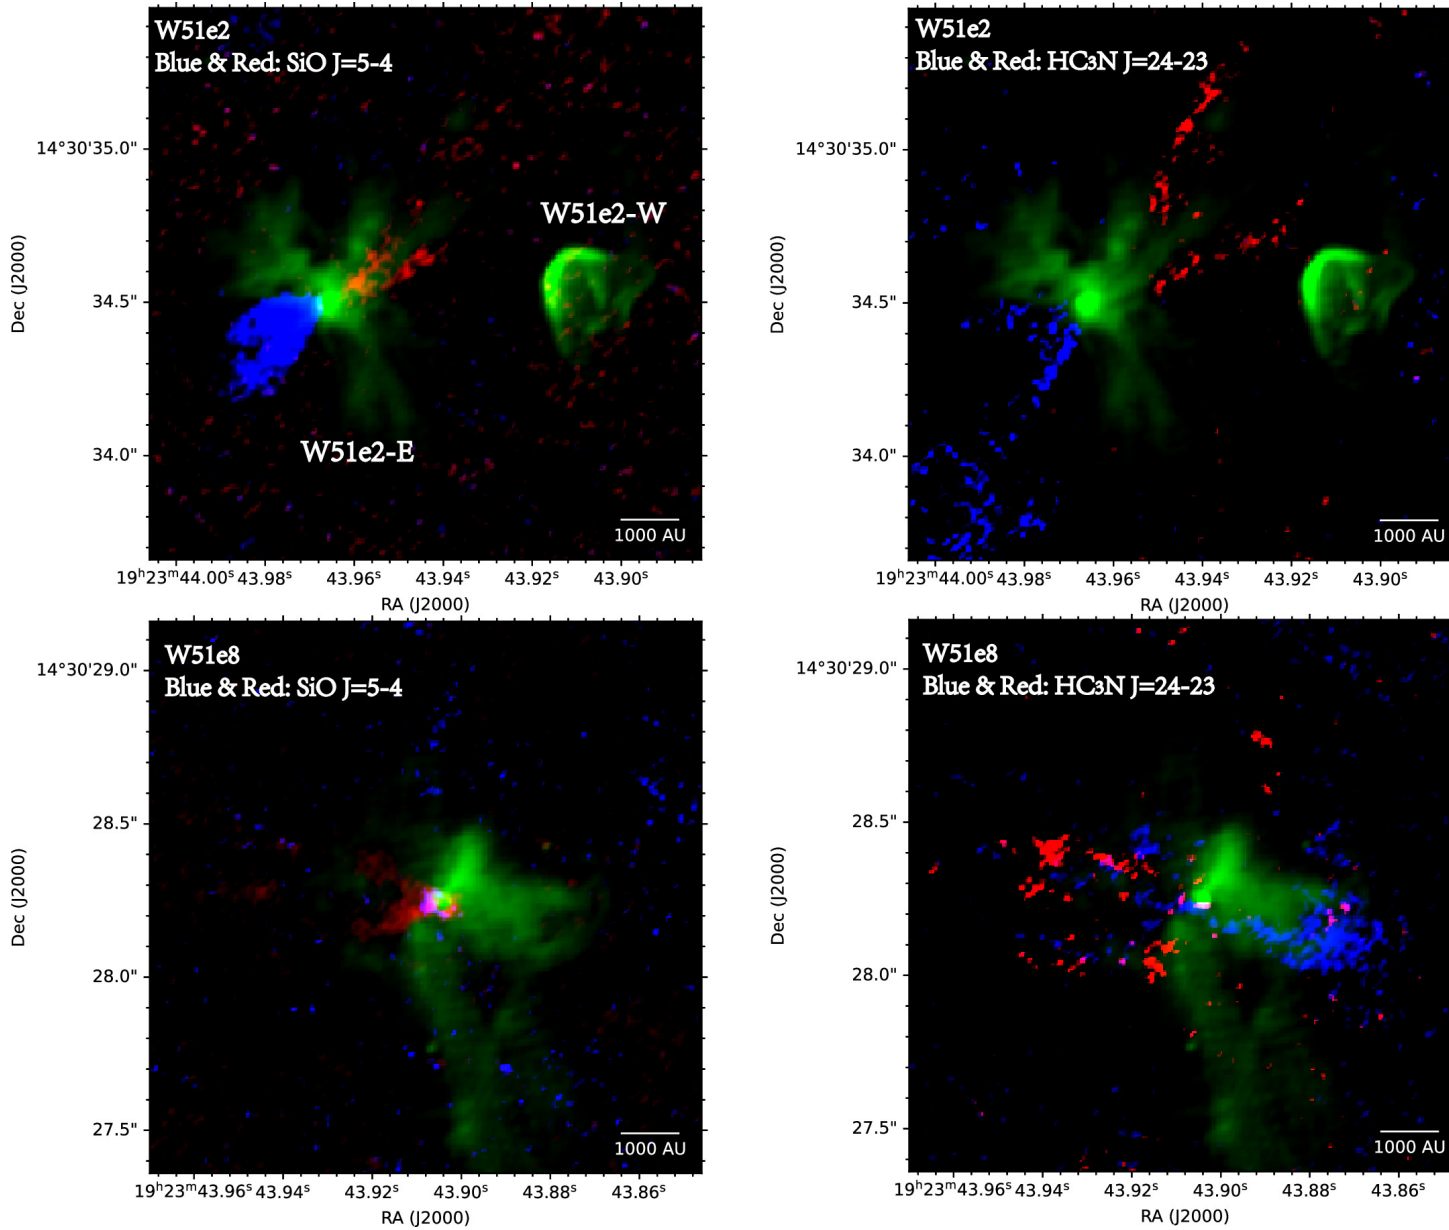 W51e2
Blue & Red: SiO J=5-4
W51e2-W
W51e2-E
1000 AU
14°30'35.0"
34.5"
34.0"
Dec (J2000)
19ʰ23ᵐ44.00ˢ 43.98ˢ 43.96ˢ 43.94ˢ 43.92ˢ 43.90ˢ
RA (J2000)
W51e2
Blue & Red: HC₃N J=24-23
1000 AU
14°30'35.0"
34.5"
34.0"
Dec (J2000)
19ʰ23ᵐ44.00ˢ 43.98ˢ 43.96ˢ 43.94ˢ 43.92ˢ 43.90ˢ
RA (J2000)
W51e8
Blue & Red: SiO J=5-4
1000 AU
14°30'29.0"
28.5"
28.0"
27.5"
Dec (J2000)
19ʰ23ᵐ43.96ˢ 43.94ˢ 43.92ˢ 43.90ˢ 43.88ˢ 43.86ˢ
RA (J2000)
W51e8
Blue & Red: HC₃N J=24-23
1000 AU
14°30'29.0"
28.5"
28.0"
27.5"
Dec (J2000)
19ʰ23ᵐ43.96ˢ 43.94ˢ 43.92ˢ 43.90ˢ 43.88ˢ 43.86ˢ
RA (J2000)